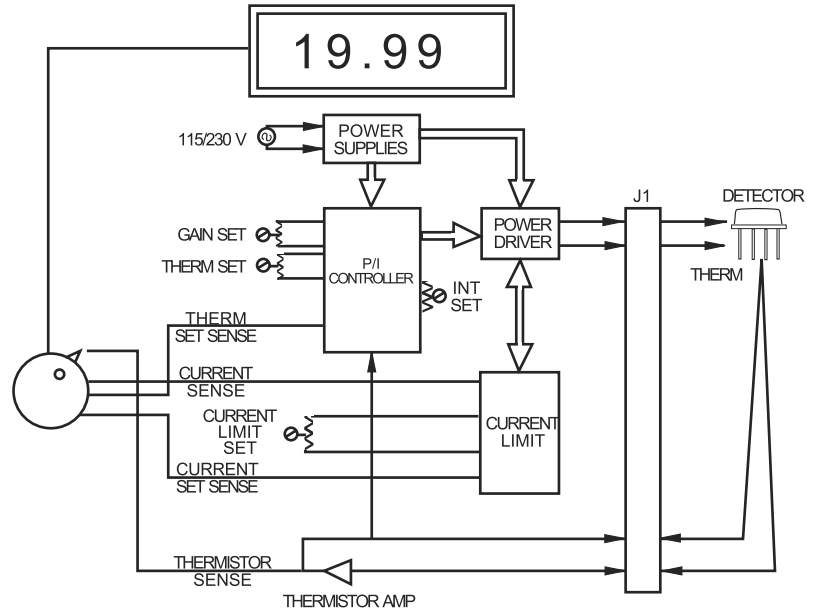 19.99
115/230 V
POWER
SUPPLIES
J1
DETECTOR
GAIN SET
THERM SET
P/I
CONTROLLER
POWER
DRIVER
THERM
INT
SET
THERM
SET SENSE
CURRENT
SENSE
CURRENT
LIMIT
SET
CURRENT
LIMIT
CURRENT
SET SENSE
THERMISTOR
SENSE
THERMISTOR AMP